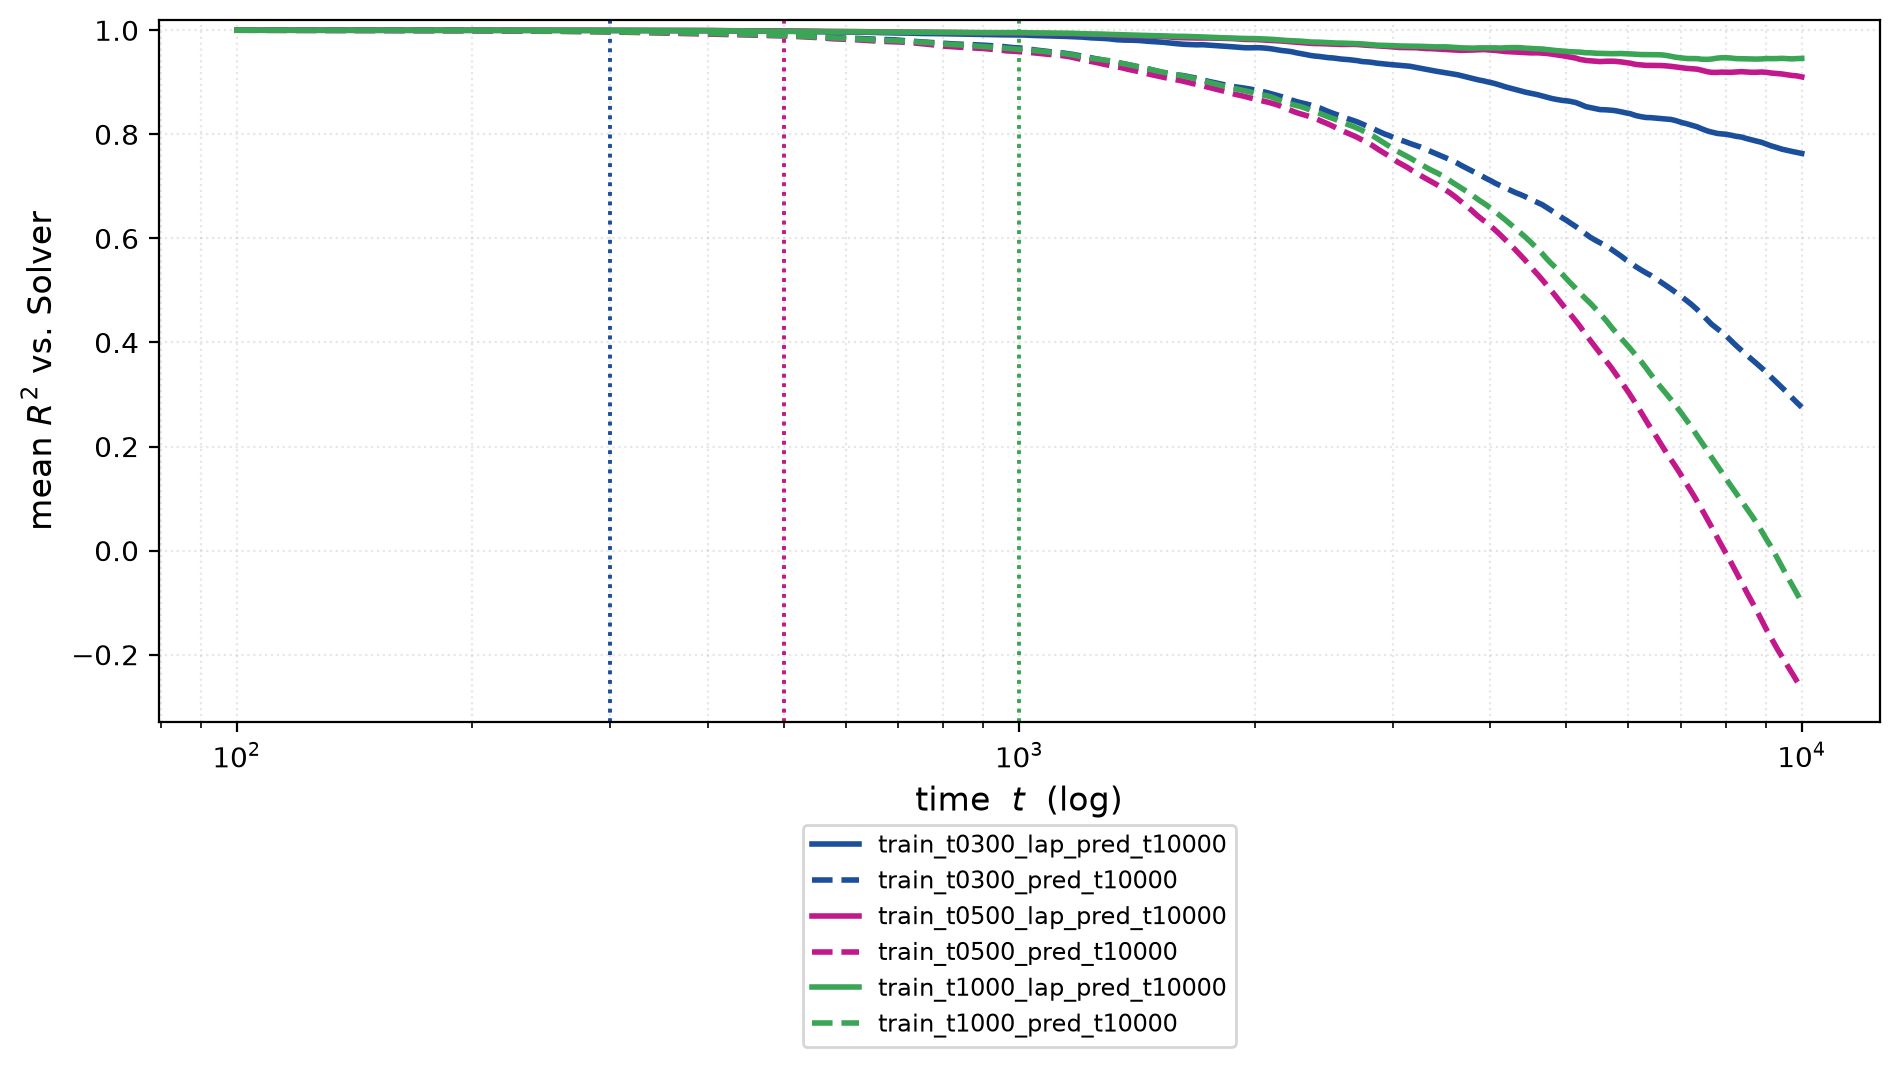 1.0
0.8
0.6
0.4
0.2
0.0
−0.2
mean R² vs. Solver
10² 10³ 10⁴
time t (log)
train_t0300_lap_pred_t10000
train_t0300_pred_t10000
train_t0500_lap_pred_t10000
train_t0500_pred_t10000
train_t1000_lap_pred_t10000
train_t1000_pred_t10000